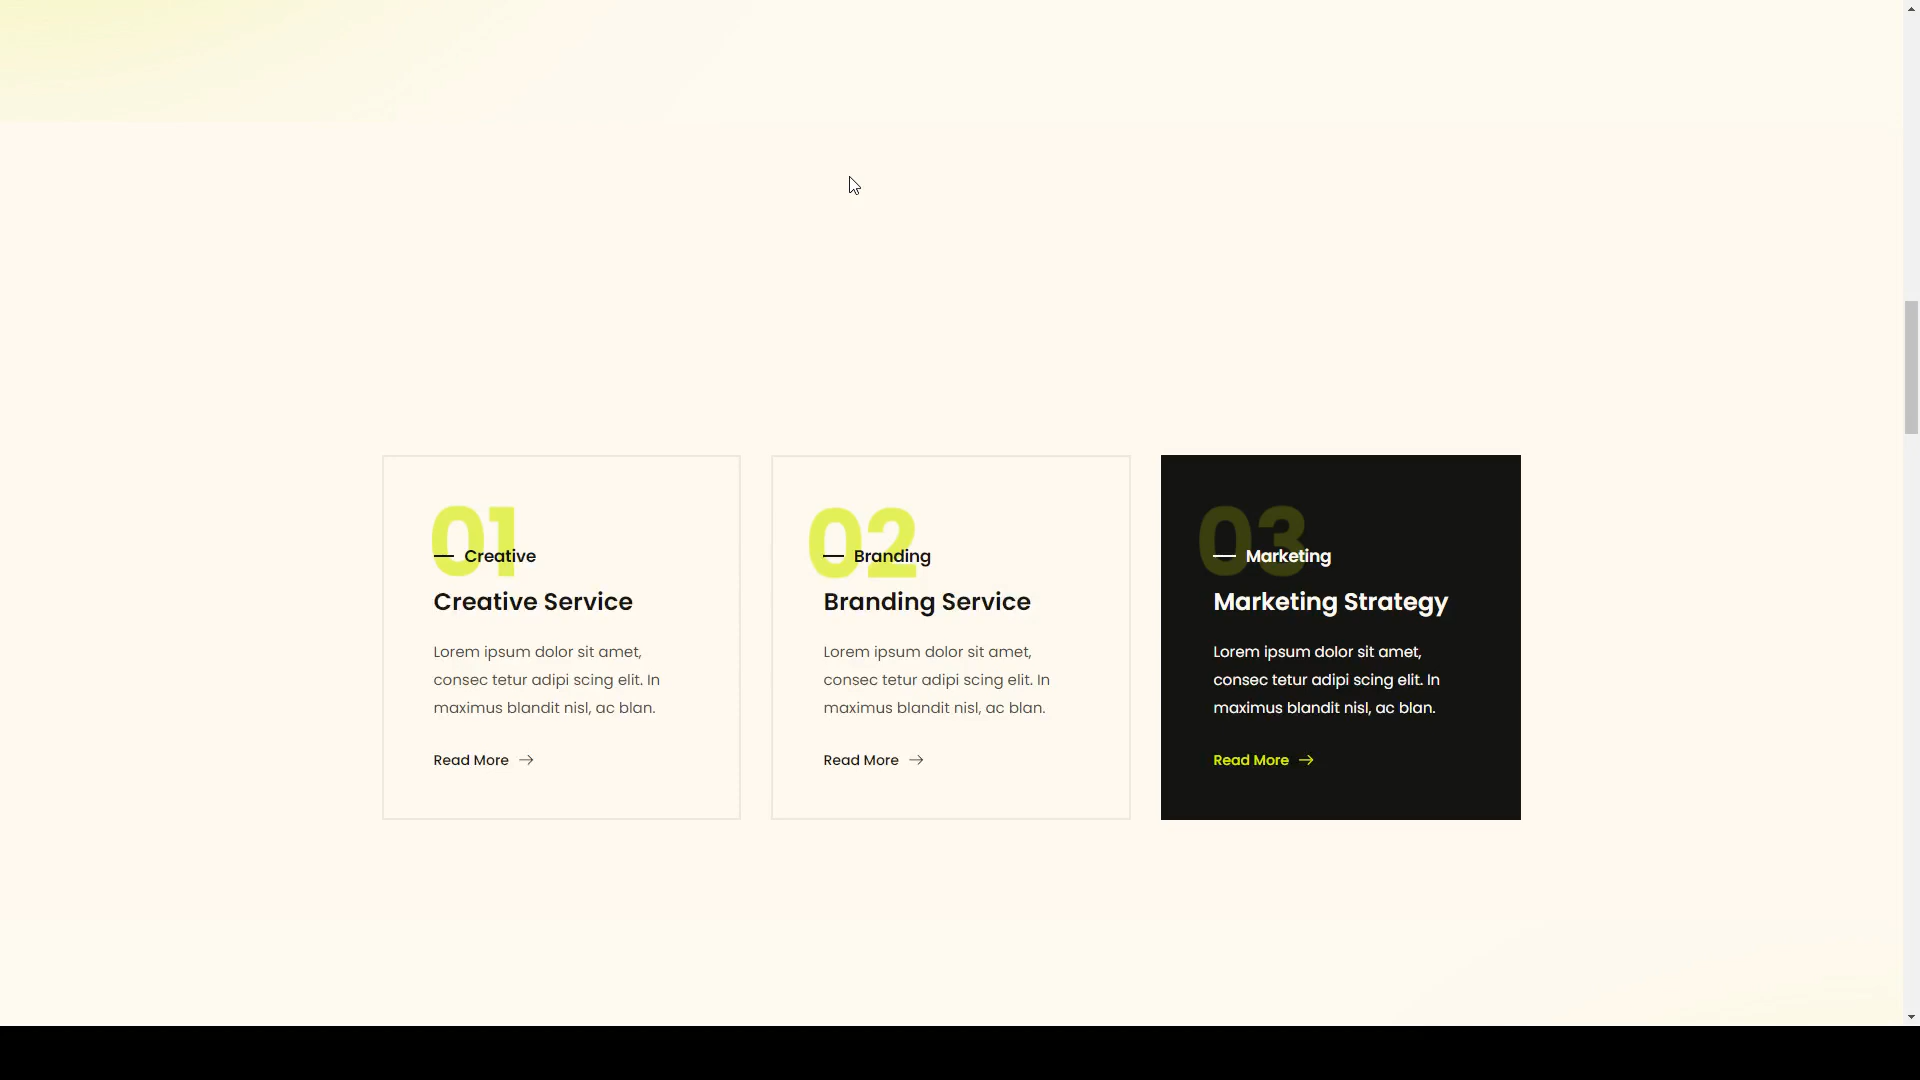 01
Creative
Creative Service
Lorem ipsum dolor sit amet,
consec tetur adipi scing elit. In
maximus blandit nisl, ac blan.
Read More
02
Branding
Branding Service
Lorem ipsum dolor sit amet,
consec tetur adipi scing elit. In
maximus blandit nisl, ac blan.
Read More
03
Marketing
Marketing Strategy
Lorem ipsum dolor sit amet,
consec tetur adipi scing elit. In
maximus blandit nisl, ac blan.
Read More